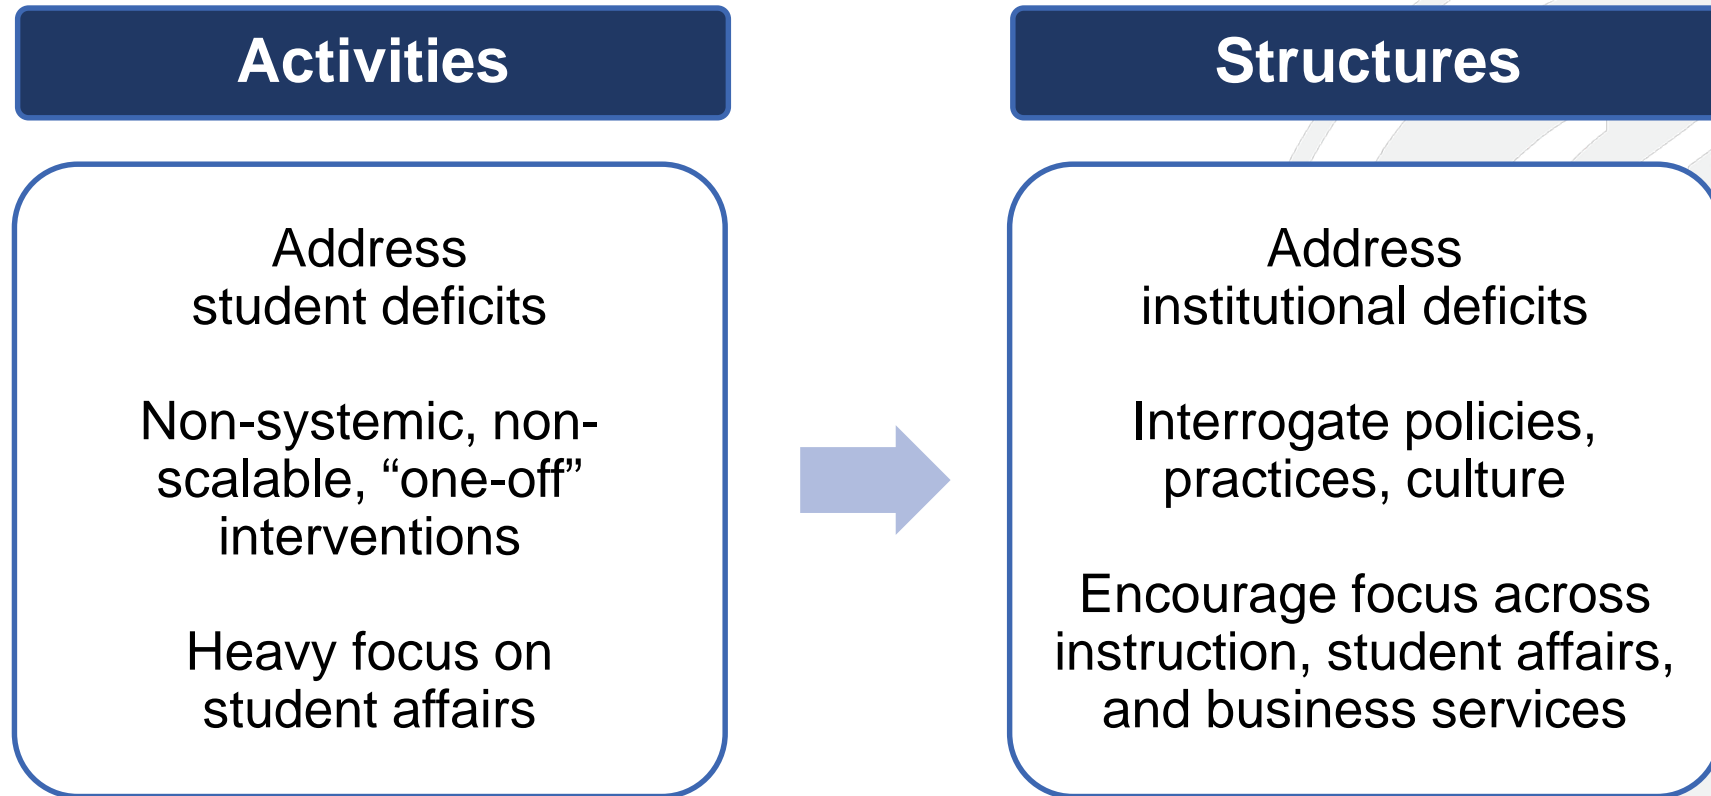 Activities
Address
student deficits
Non-systemic, non-
scalable, “one-off”
interventions
Heavy focus on
student affairs
Structures
Address
institutional deficits
Interrogate policies,
practices, culture
Encourage focus across
instruction, student affairs,
and business services